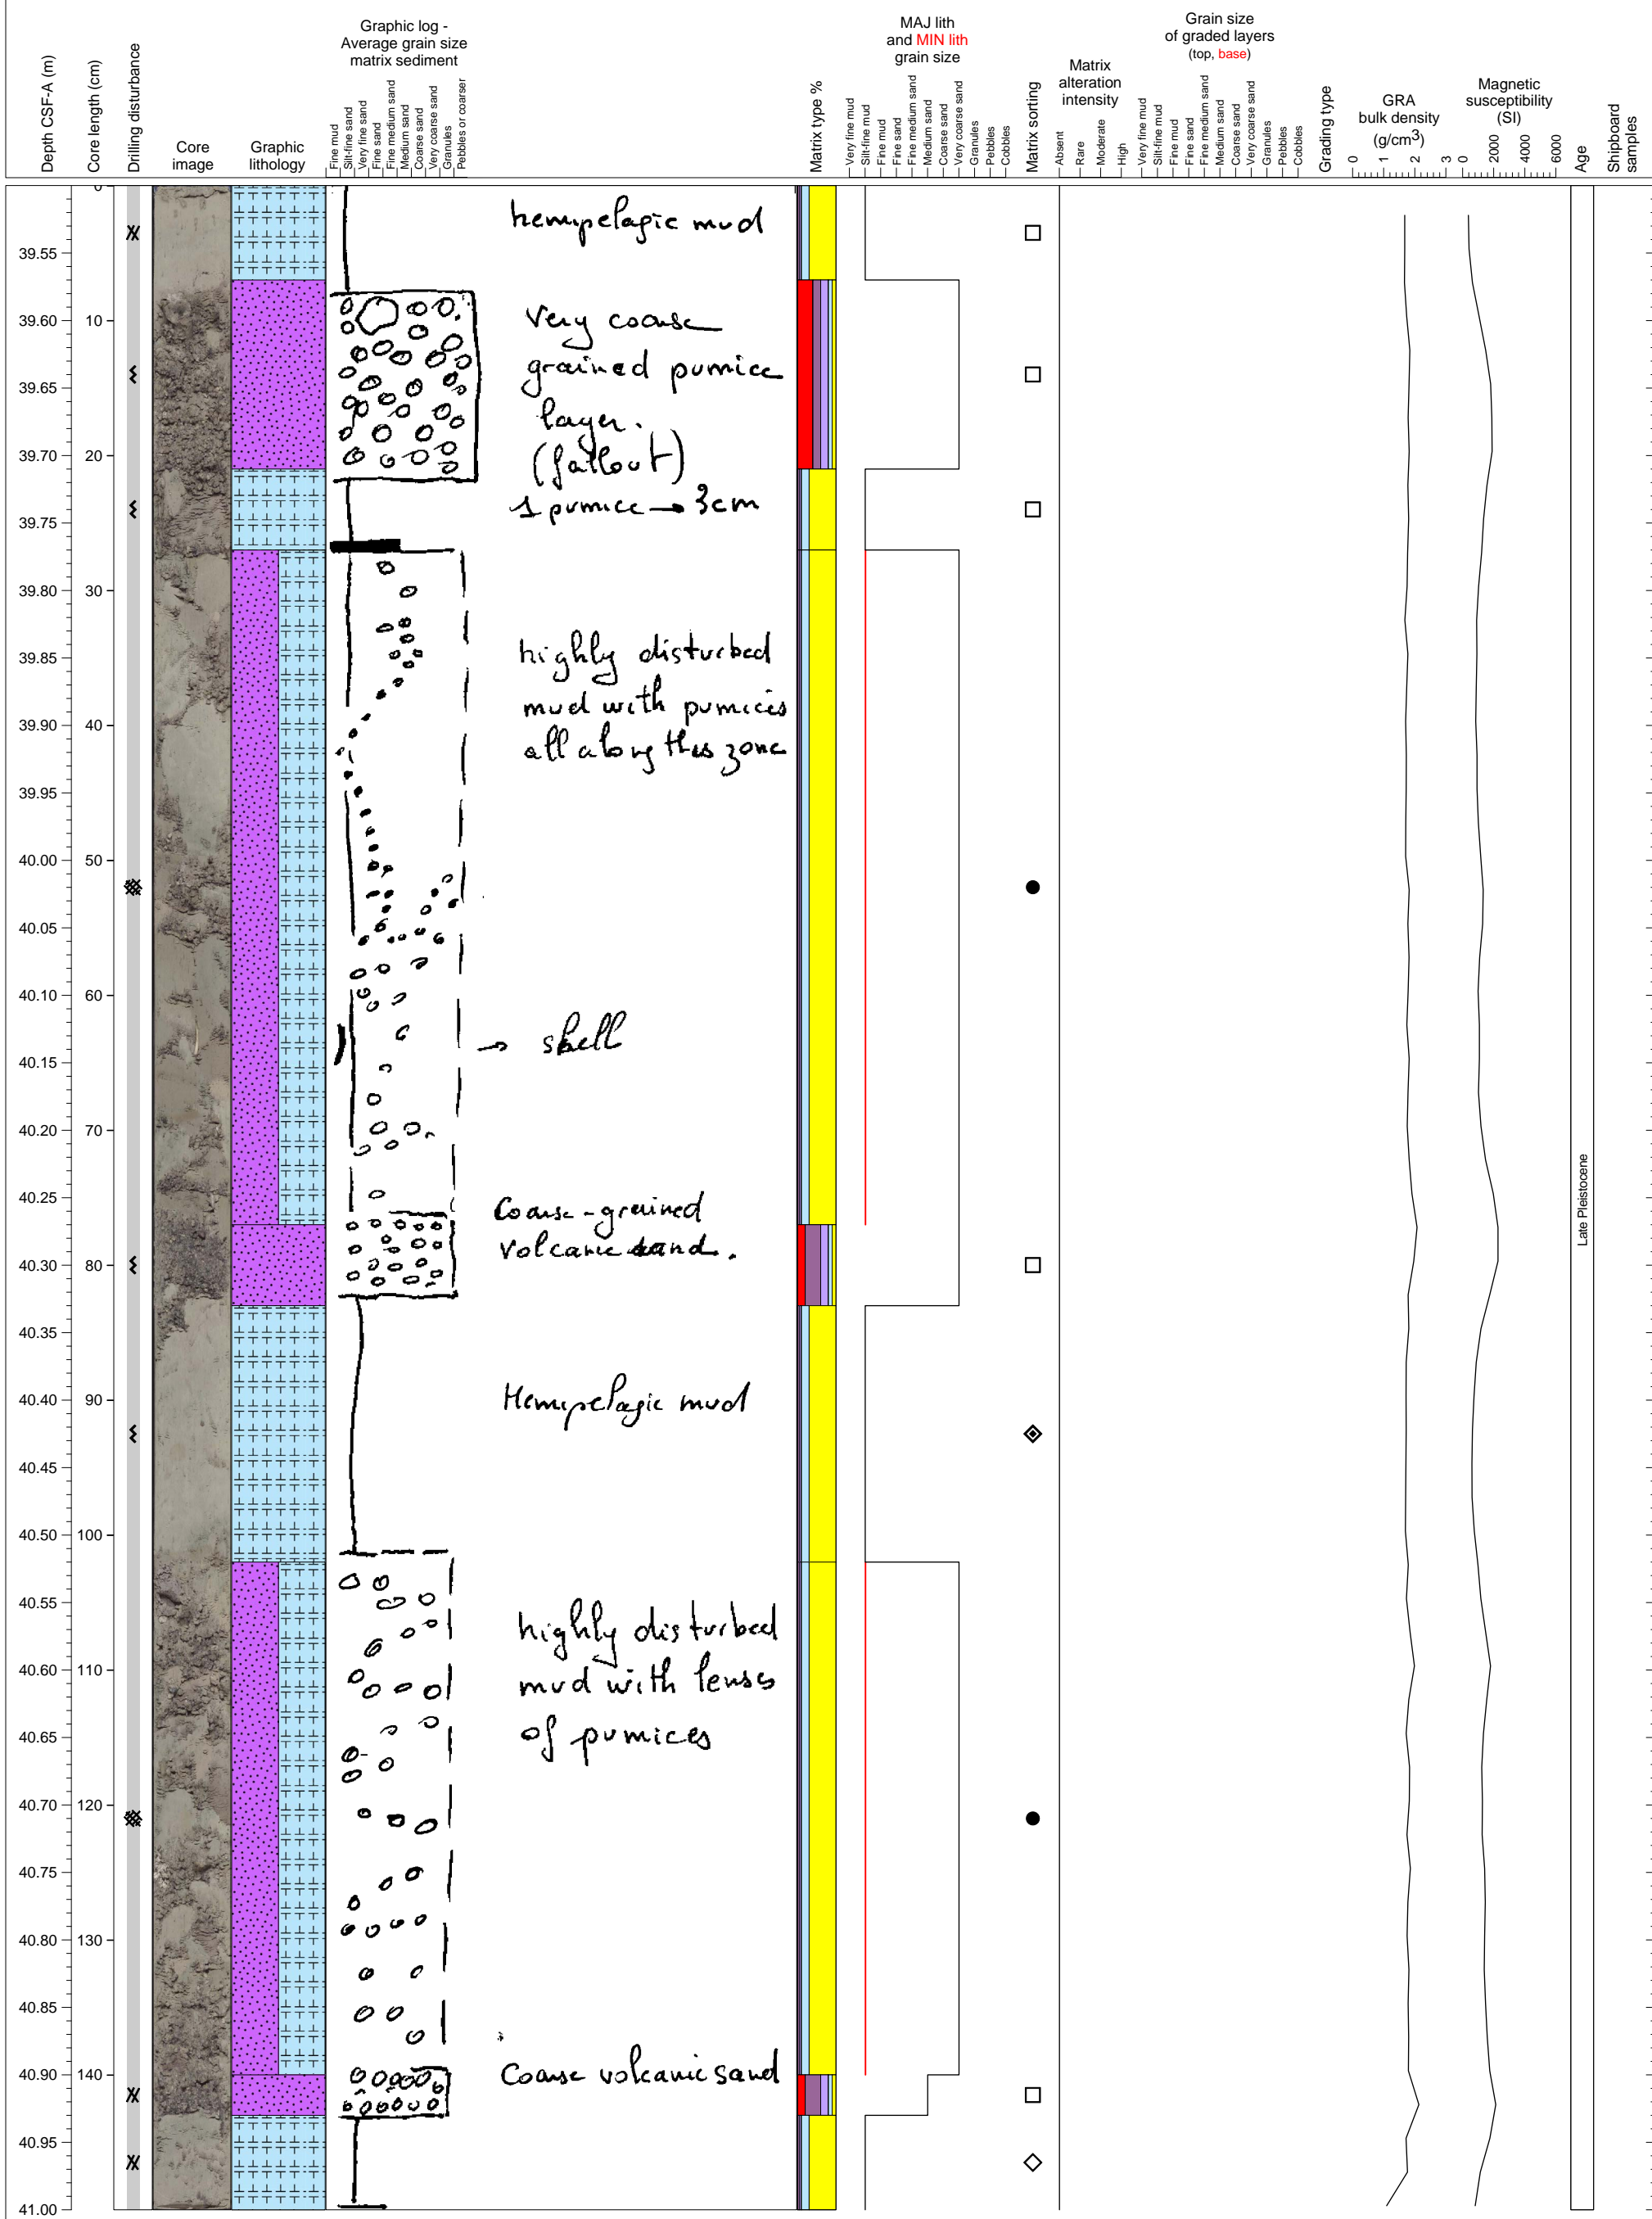 Depth CSF-A (m)
Core length (cm)
Drilling disturbance
Core
image
Graphic
lithology
Graphic log -
Average grain size
matrix sediment
Fine mud
Silt-fine sand
Very fine sand
Fine sand
Fine medium sand
Medium sand
Coarse sand
Very coarse sand
Granules
Pebbles or coarser
Matrix type %
MAJ lith
and MIN lith
grain size
Very fine mud
Silt-fine mud
Fine mud
Fine sand
Fine medium sand
Medium sand
Coarse sand
Very coarse sand
Granules
Pebbles
Cobbles
Matrix sorting
Matrix
alteration
intensity
Absent
Rare
Moderate
High
Grain size
of graded layers
(top, base)
Very fine mud
Silt-fine mud
Fine mud
Fine sand
Fine medium sand
Medium sand
Coarse sand
Very coarse sand
Granules
Pebbles
Cobbles
Grading type
GRA
bulk density
(g/cm3)
0 1 2 3
Magnetic
susceptibility
(SI)
0 2000 4000 6000
Age
Shipboard
samples
0
hemipelagic mud
39.55
39.60 10
Very coarse
39.65
grained pumice
layer.
39.70 20
(fallout)
39.75
1 pumice → 3cm
39.80 30
39.85
highly disturbed
mud with pumices
39.90 40
all along this zone
39.95
40.00 50
40.05
40.10 60
→ shell
40.15
40.20 70
40.25
Coarse-grained
volcanic sand.
40.30 80
Late Pleistocene
40.35
40.40 90
Hemipelagic mud
40.45
40.50 100
40.55
highly disturbed
40.60 110
mud with lenses
40.65
of pumices
40.70 120
40.75
40.80 130
40.85
40.90 140
Coarse volcanic sand
40.95
41.00